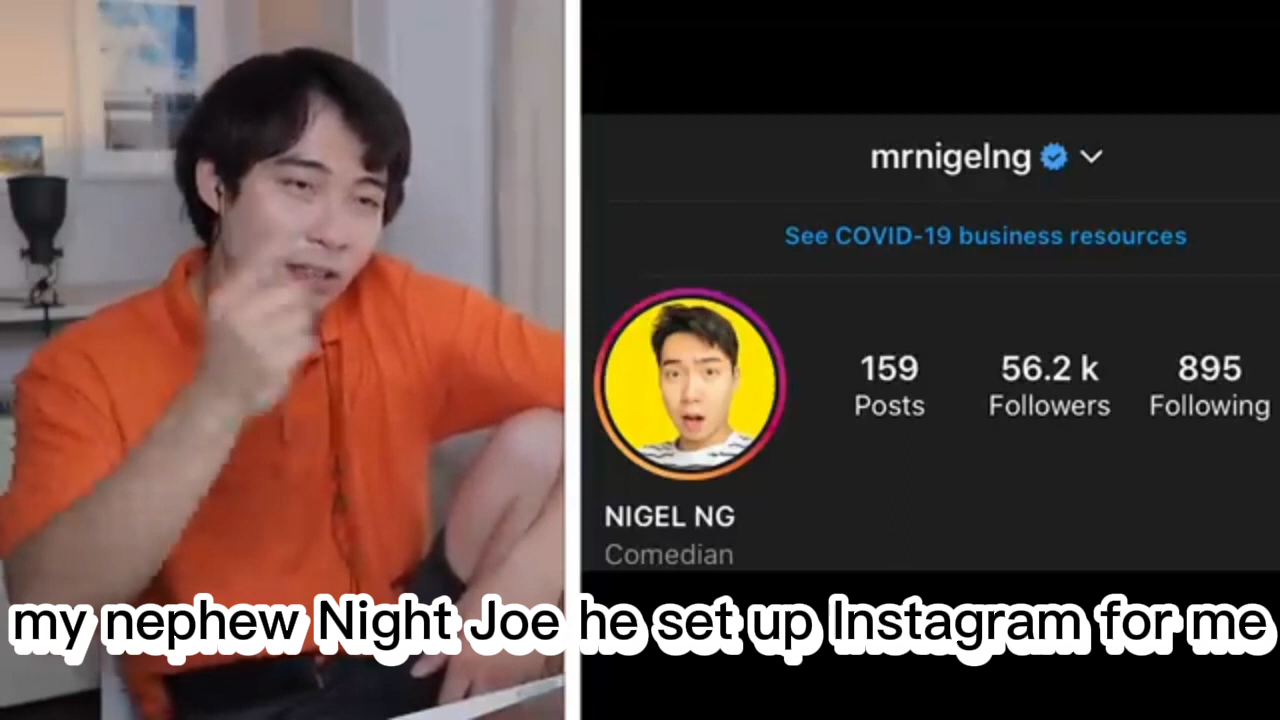 mrnigelng
See COVID-19 business resources
159 56.2 k 895
Posts Followers Following
NIGEL NG
Comedian
my nephew Night Joe he set up Instagram for me